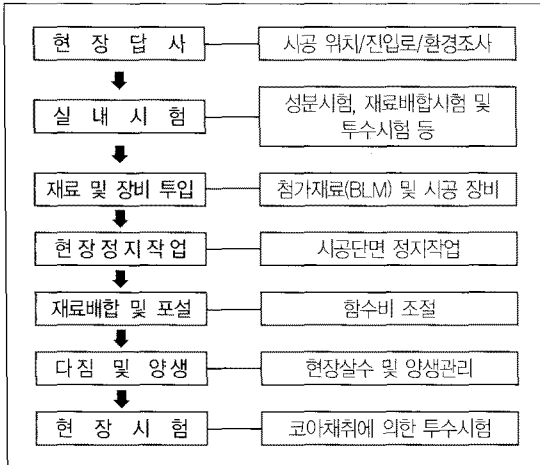 현 장 답 사
시공 위치/진입로/환경조사
실 내 시 험
성분시험, 재료배합시험 및
투수시험 등
재료 및 장비 투입
첨가재료(BLM) 및 시공 장비
현장정지작업
시공단면 정지작업
재료배합 및 포설
함수비 조절
다짐 및 양생
현장살수 및 양생관리
현 장 시 험
코아채취에 의한 투수시험